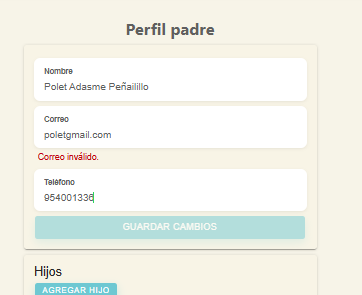 Perfil padre
Nombre
Polet Adasme Peñailillo
Correo
poletgmail.com
Correo inválido.
Teléfono
954001336
GUARDAR CAMBIOS
Hijos
AGREGAR HIJO